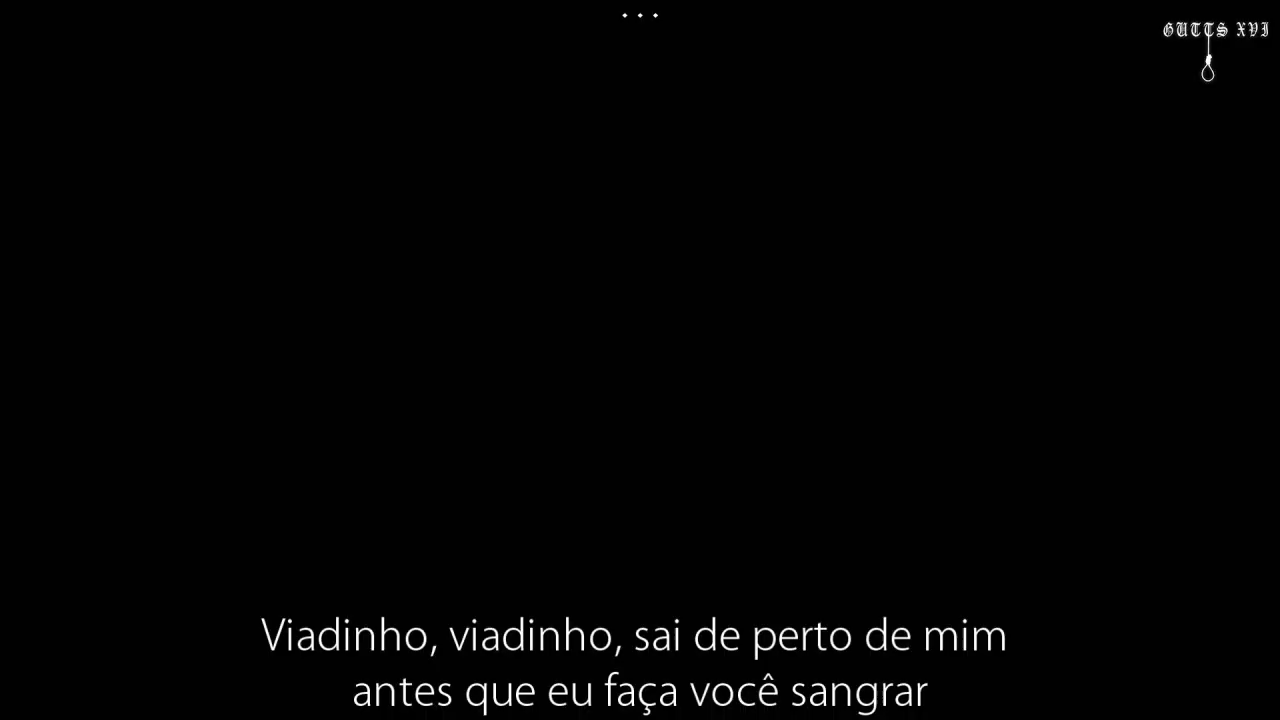 ...
GUTTS XVI
Viadinho, viadinho, sai de perto de mim
antes que eu faça você sangrar